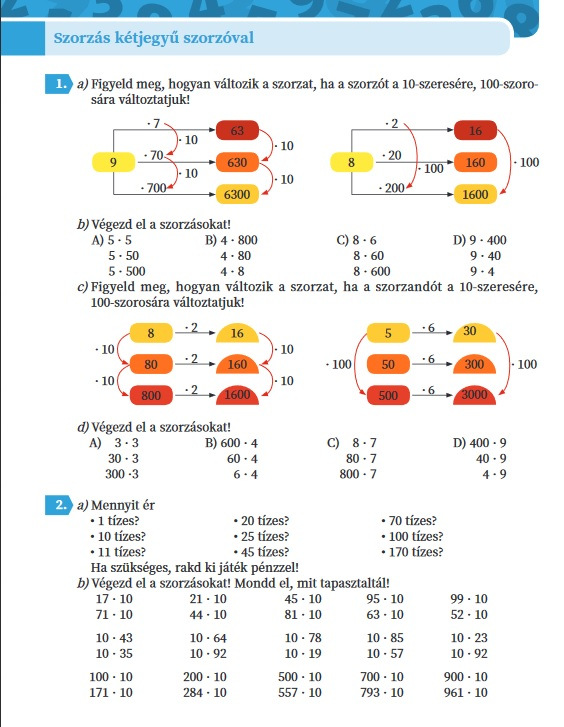 Szorzás kétjegyű szorzóval
1. a) Figyeld meg, hogyan változik a szorzat, ha a szorzót a 10-szeresére, 100-szoro-
sára változtatjuk!
9 · 7 63 · 70 630 · 700 6300 · 10 · 10 · 10 · 10
8 · 2 16 · 20 160 · 200 1600 · 100 · 100
b) Végezd el a szorzásokat!
A) 5 · 5 B) 4 · 800 C) 8 · 6 D) 9 · 400
5 · 50 4 · 80 8 · 60 9 · 40
5 · 500 4 · 8 8 · 600 9 · 4
c) Figyeld meg, hogyan változik a szorzat, ha a szorzandót a 10-szeresére,
100-szorosára változtatjuk!
8 · 2 16 5 · 6 30
· 10 · 10
80 · 2 160 · 100 50 · 6 300 · 100
· 10 · 10
800 · 2 1600 500 · 6 3000
d) Végezd el a szorzásokat!
A) 3 · 3 B) 600 · 4 C) 8 · 7 D) 400 · 9
30 · 3 60 · 4 80 · 7 40 · 9
300 · 3 6 · 4 800 · 7 4 · 9
2. a) Mennyit ér
• 1 tízes? • 20 tízes? • 70 tízes?
• 10 tízes? • 25 tízes? • 100 tízes?
• 11 tízes? • 45 tízes? • 170 tízes?
Ha szükséges, rakd ki játék pénzzel!
b) Végezd el a szorzásokat! Mondd el, mit tapasztaltál!
17 · 10 21 · 10 45 · 10 95 · 10 99 · 10
71 · 10 44 · 10 81 · 10 63 · 10 52 · 10
10 · 43 10 · 64 10 · 78 10 · 85 10 · 23
10 · 35 10 · 92 10 · 19 10 · 57 10 · 92
100 · 10 200 · 10 500 · 10 700 · 10 900 · 10
171 · 10 284 · 10 557 · 10 793 · 10 961 · 10